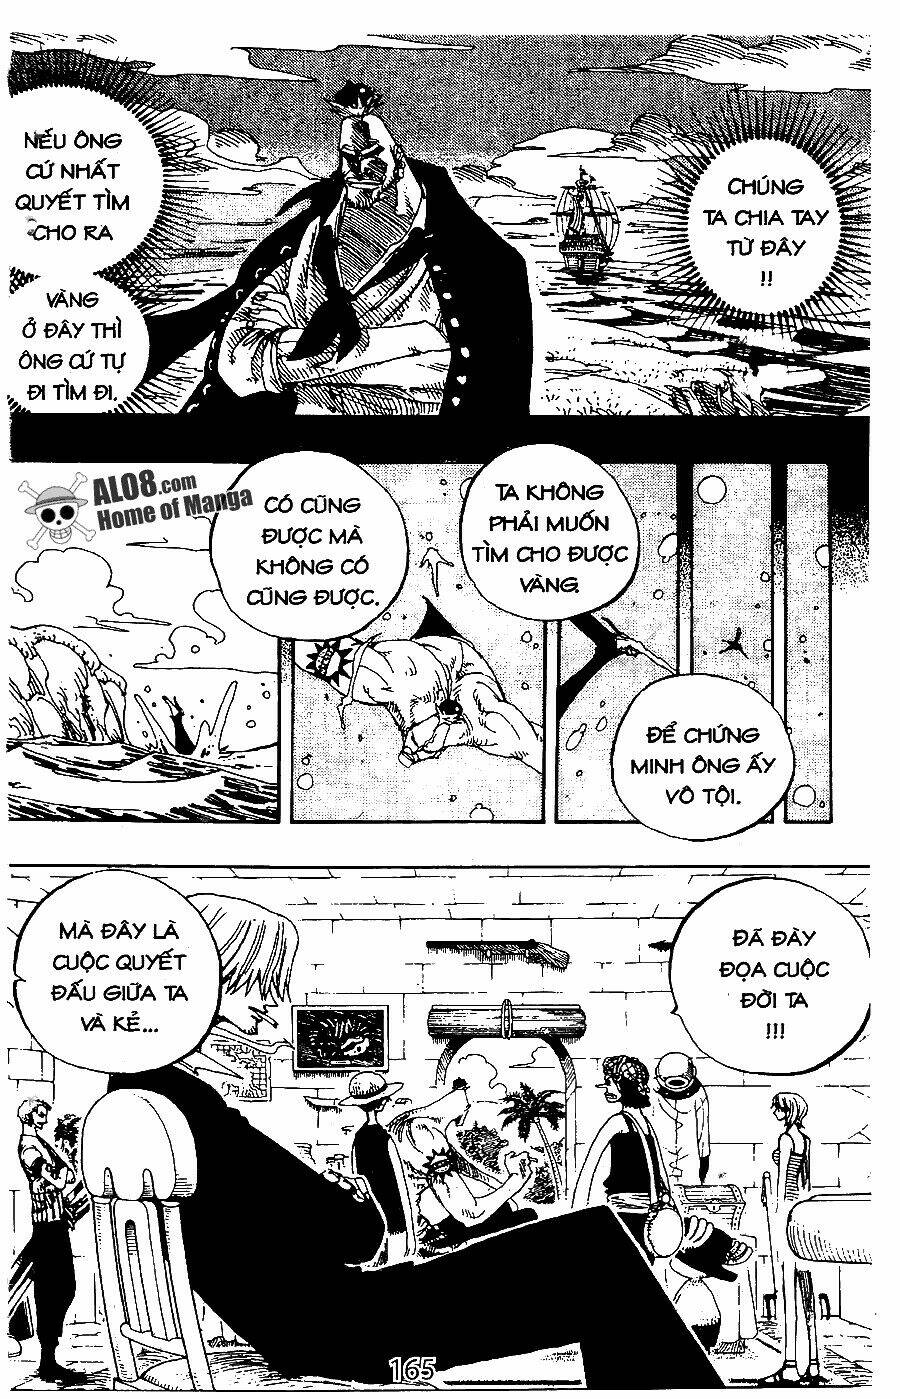 CHÚNG
TA CHIA TAY
TỪ ĐÂY
!!
NẾU ÔNG
CỨ NHẤT
QUYẾT TÌM
CHO RA
VÀNG
Ở ĐÂY THÌ
ÔNG CỨ TỰ
ĐI TÌM ĐI.
ĐỂ CHỨNG
MINH ÔNG ẤY
VÔ TỘI.
TA KHÔNG
PHẢI MUỐN
TÌM CHO ĐƯỢC
VÀNG.
CÓ CŨNG
ĐƯỢC MÀ
KHÔNG CÓ
CŨNG ĐƯỢC.
ALO8.com
Home of Manga
MÀ ĐÂY LÀ
CUỘC QUYẾT
ĐẤU GIỮA TA
VÀ KẺ...
ĐÃ ĐÀY
ĐỌA CUỘC
ĐỜI TA
!!!
165